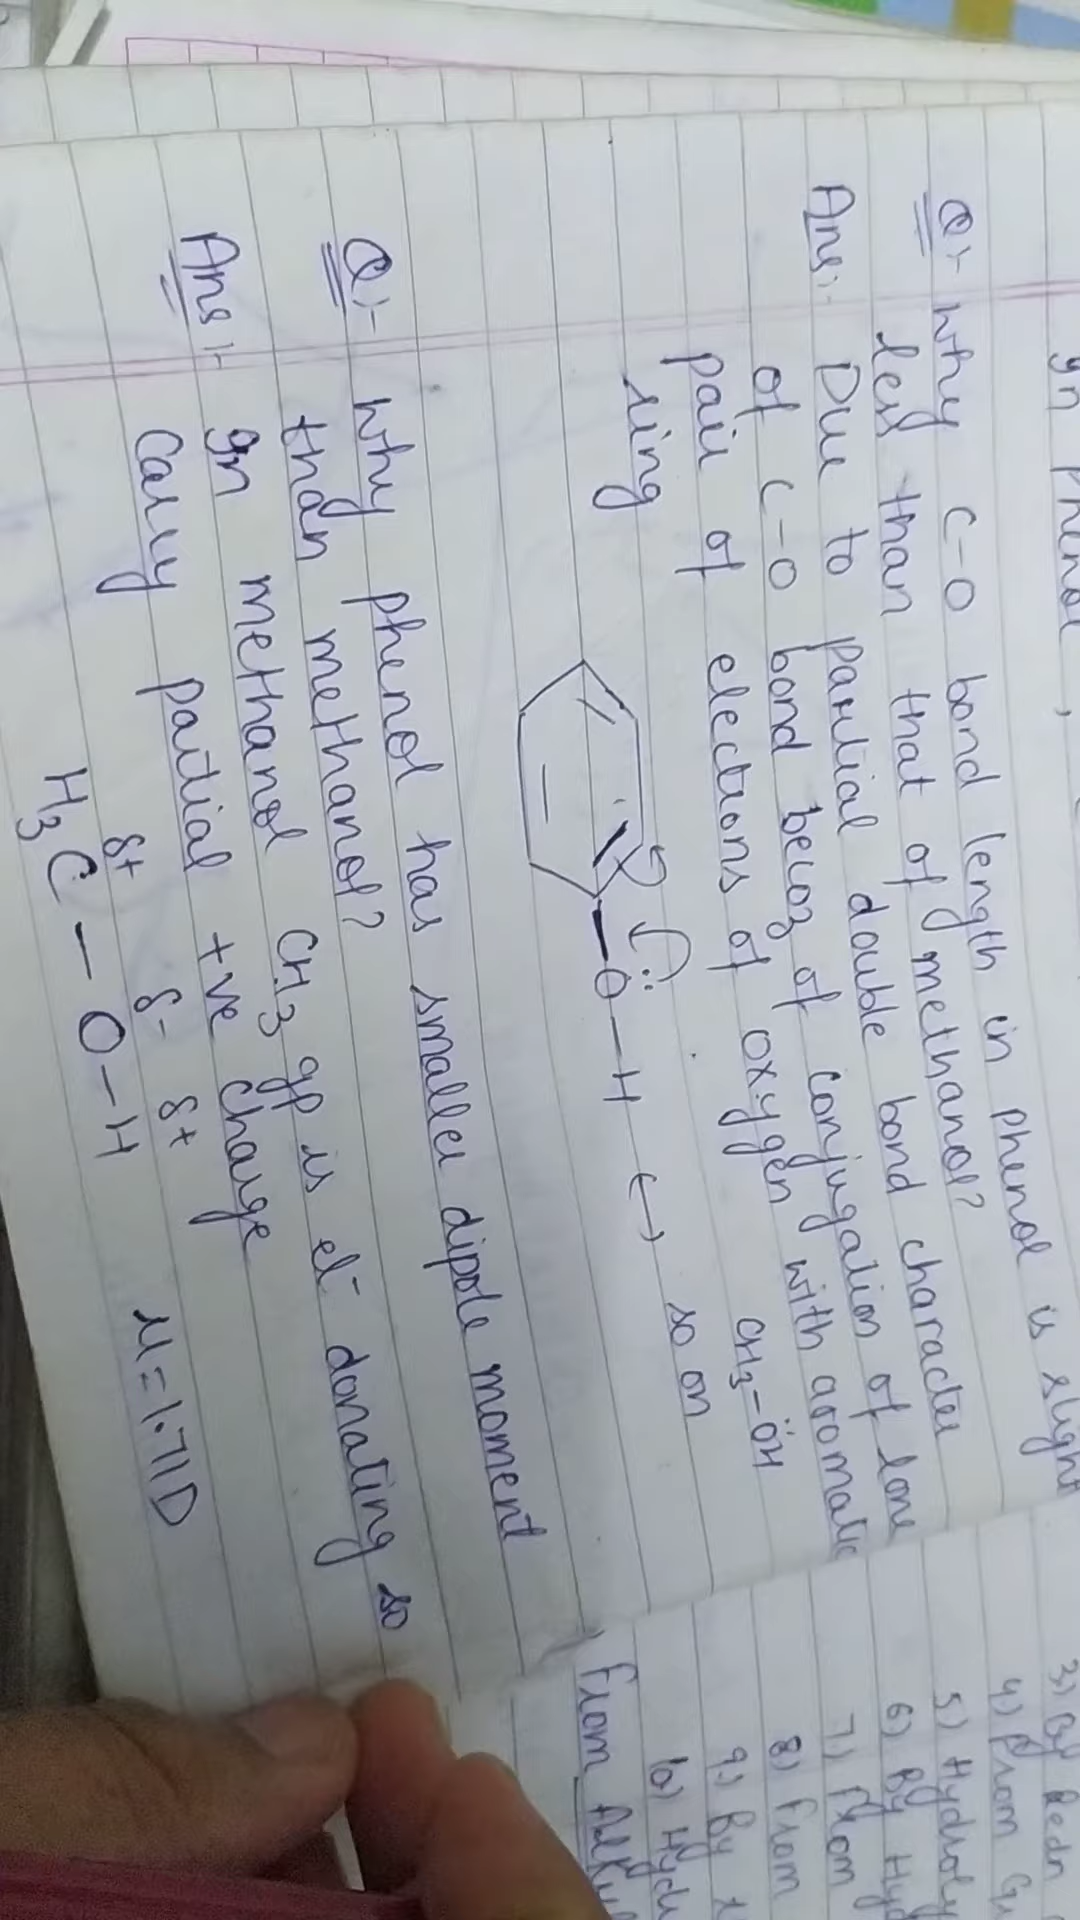 In Phenol,
Q:- Why C-O bond length in Phenol is slight
less than that of methanol?
Ans:- Due to partial double bond character
of C-O bond becoz of conjugation of lone
pair of electrons of oxygen with aromatic
ring
CH3-ÖH
Ö-H ↔ so on
Q:- Why phenol has smaller dipole moment
than methanol?
Ans:- In methanol CH3 gp is el⁻ donating so
Carry partial +ve charge
δ+ δ- δ+
H3C-O-H μ=1.71D
3) By Redn
4) From
5) Hydroly
6) By Hyd
7) From
8) From
9) By
10) Hyd
From Alky